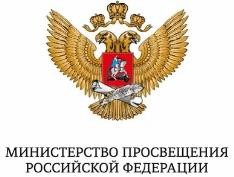 МИНИСТЕРСТВО ПРОСВЕЩЕНИЯ
РОССИЙСКОЙ ФЕДЕРАЦИИ